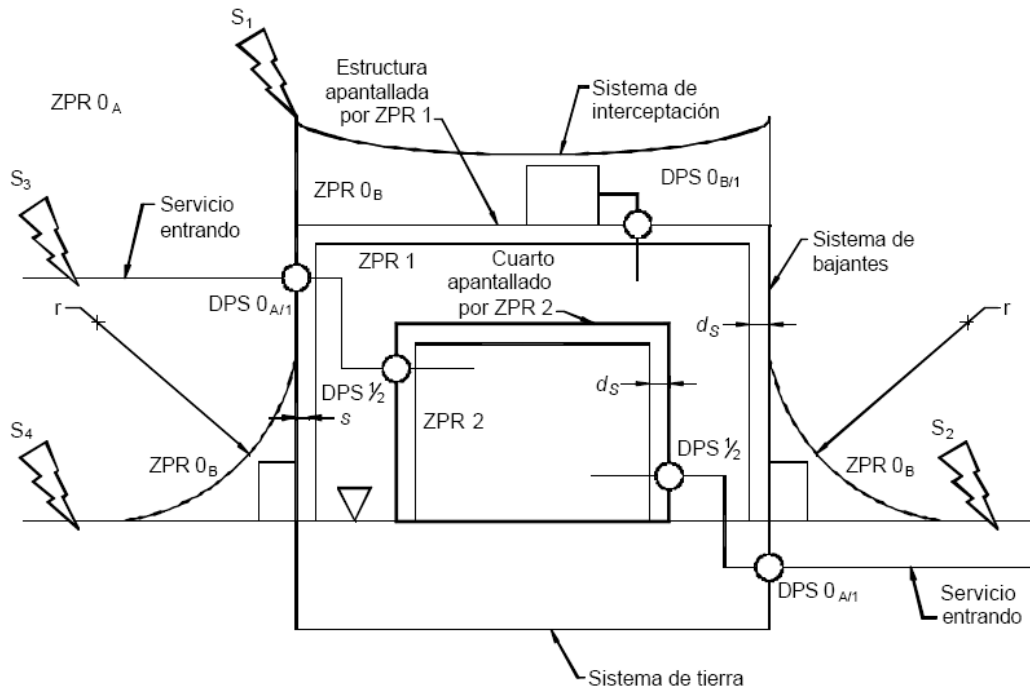 S1
ZPR 0A
Estructura
apantallada
por ZPR 1
Sistema de
interceptación
S3
Servicio
entrando
ZPR 0B
DPS 0B/1
ZPR 1
Cuarto
apantallado
por ZPR 2
Sistema de
bajantes
DPS 0A/1
r
dS
r
DPS ½
dS
s
ZPR 2
S4
ZPR 0B
DPS ½
ZPR 0B
S2
DPS 0A/1
Servicio
entrando
Sistema de tierra